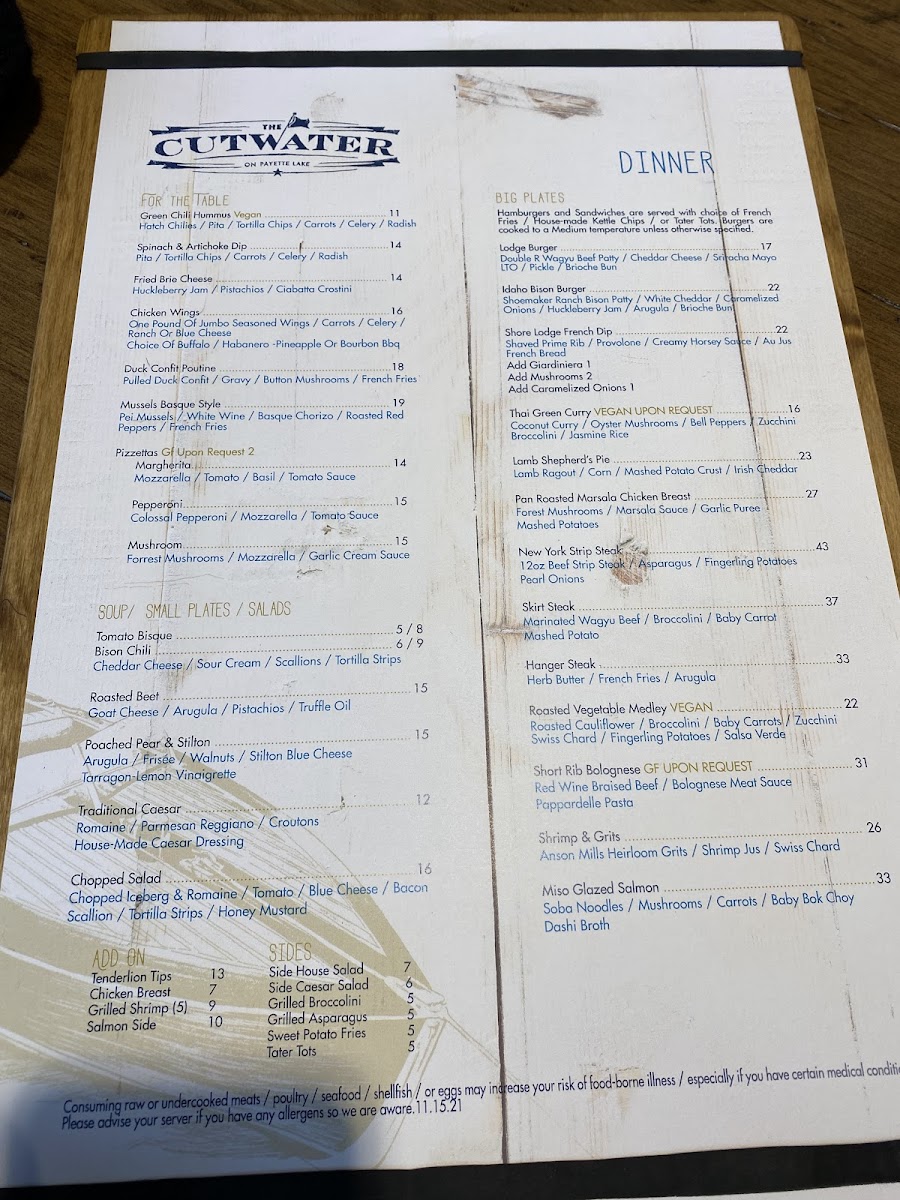 THE
CUTWATER
ON PAYETTE LAKE
FOR THE TABLE
Green Chili Hummus Vegan 11
Hatch Chilies / Pita / Tortilla Chips / Carrots / Celery / Radish
Spinach & Artichoke Dip 14
Pita / Tortilla Chips / Carrots / Celery / Radish
Fried Brie Cheese 14
Huckleberry Jam / Pistachios / Ciabatta Crostini
Chicken Wings 16
One Pound Of Jumbo Seasoned Wings / Carrots / Celery /
Ranch Or Blue Cheese
Choice Of Buffalo / Habanero -Pineapple Or Bourbon Bbq
Duck Confit Poutine 18
Pulled Duck Confit / Gravy / Button Mushrooms / French Fries
Mussels Basque Style 19
Pei Mussels / White Wine / Basque Chorizo / Roasted Red
Peppers / French Fries
Pizzettas Gf Upon Request 2
Margherita 14
Mozzarella / Tomato / Basil / Tomato Sauce
Pepperoni 15
Colossal Pepperoni / Mozzarella / Tomato Sauce
Mushroom 15
Forrest Mushrooms / Mozzarella / Garlic Cream Sauce
SOUP/ SMALL PLATES / SALADS
Tomato Bisque 5 / 8
Bison Chili 6 / 9
Cheddar Cheese / Sour Cream / Scallions / Tortilla Strips
Roasted Beet 15
Goat Cheese / Arugula / Pistachios / Truffle Oil
Poached Pear & Stilton 15
Arugula / Frisée / Walnuts / Stilton Blue Cheese
Tarragon-Lemon Vinaigrette
Traditional Caesar 12
Romaine / Parmesan Reggiano / Croutons
House-Made Caesar Dressing
Chopped Salad 16
Chopped Iceberg & Romaine / Tomato / Blue Cheese / Bacon
Scallion / Tortilla Strips / Honey Mustard
ADD ON
Tenderlion Tips 13
Chicken Breast 7
Grilled Shrimp (5) 9
Salmon Side 10
SIDES
Side House Salad 7
Side Caesar Salad 6
Grilled Broccolini 5
Grilled Asparagus 5
Sweet Potato Fries 5
Tater Tots 5
DINNER
BIG PLATES
Hamburgers and Sandwiches are served with choice of French
Fries / House-made Kettle Chips / or Tater Tots. Burgers are
cooked to a Medium temperature unless otherwise specified.
Lodge Burger 17
Double R Wagyu Beef Patty / Cheddar Cheese / Sriracha Mayo
LTO / Pickle / Brioche Bun
Idaho Bison Burger 22
Shoemaker Ranch Bison Patty / White Cheddar / Caramelized
Onions / Huckleberry Jam / Arugula / Brioche Bun
Shore Lodge French Dip 22
Shaved Prime Rib / Provolone / Creamy Horsey Sauce / Au Jus
French Bread
Add Giardiniera 1
Add Mushrooms 2
Add Caramelized Onions 1
Thai Green Curry VEGAN UPON REQUEST 16
Coconut Curry / Oyster Mushrooms / Bell Peppers / Zucchini
Broccolini / Jasmine Rice
Lamb Shepherd's Pie 23
Lamb Ragout / Corn / Mashed Potato Crust / Irish Cheddar
Pan Roasted Marsala Chicken Breast 27
Forest Mushrooms / Marsala Sauce / Garlic Puree
Mashed Potatoes
New York Strip Steak 43
12oz Beef Strip Steak / Asparagus / Fingerling Potatoes
Pearl Onions
Skirt Steak 37
Marinated Wagyu Beef / Broccolini / Baby Carrot
Mashed Potato
Hanger Steak 33
Herb Butter / French Fries / Arugula
Roasted Vegetable Medley VEGAN 22
Roasted Cauliflower / Broccolini / Baby Carrots / Zucchini
Swiss Chard / Fingerling Potatoes / Salsa Verde
Short Rib Bolognese GF UPON REQUEST 31
Red Wine Braised Beef / Bolognese Meat Sauce
Pappardelle Pasta
Shrimp & Grits 26
Anson Mills Heirloom Grits / Shrimp Jus / Swiss Chard
Miso Glazed Salmon 33
Soba Noodles / Mushrooms / Carrots / Baby Bok Choy
Dashi Broth
Consuming raw or undercooked meats / poultry / seafood / shellfish / or eggs may increase your risk of food-borne illness / especially if you have certain medical conditio
Please advise your server if you have any allergens so we are aware.11.15.21